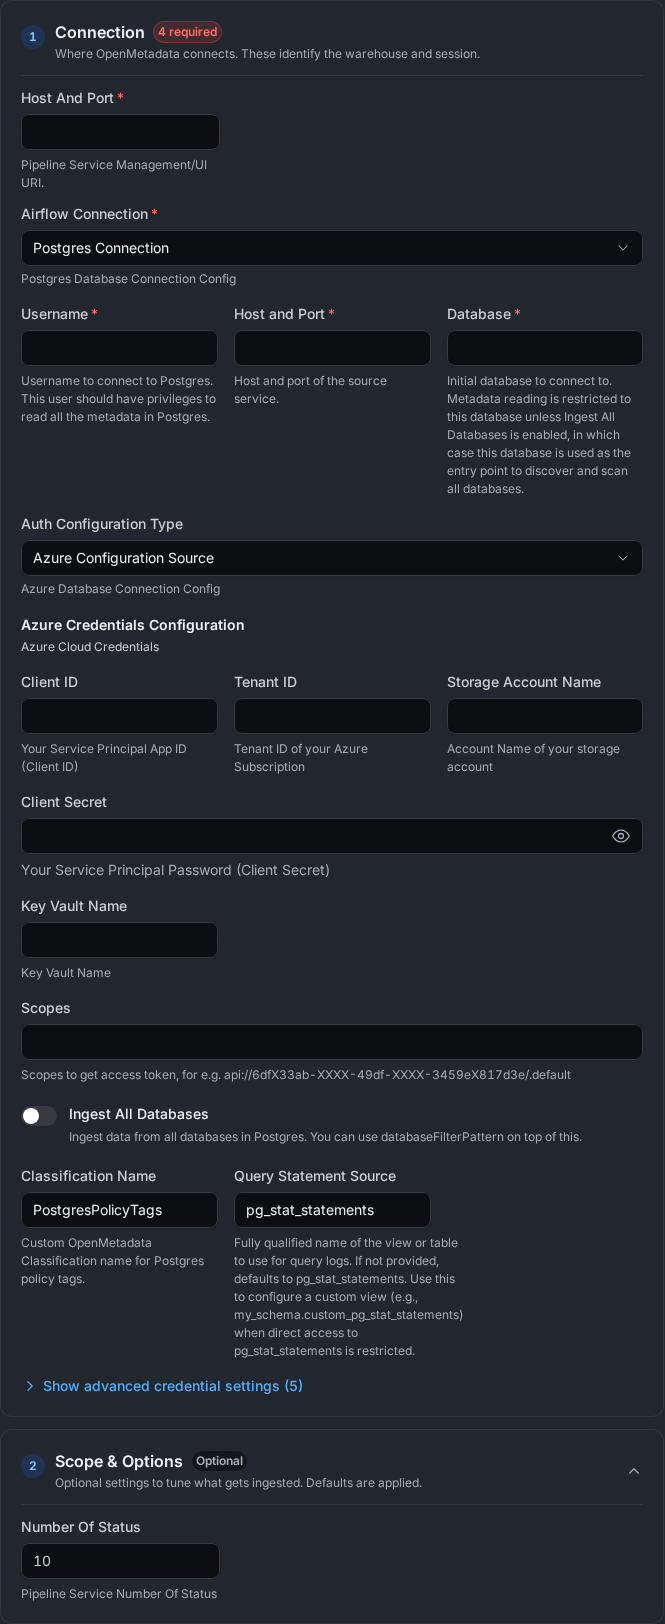 1
Connection
4 required
Where OpenMetadata connects. These identify the warehouse and session.
Host And Port *
Pipeline Service Management/UI
URI.
Airflow Connection *
Postgres Connection
Postgres Database Connection Config
Username *
Username to connect to Postgres.
This user should have privileges to
read all the metadata in Postgres.
Host and Port *
Host and port of the source
service.
Database *
Initial database to connect to.
Metadata reading is restricted to
this database unless Ingest All
Databases is enabled, in which
case this database is used as the
entry point to discover and scan
all databases.
Auth Configuration Type
Azure Configuration Source
Azure Database Connection Config
Azure Credentials Configuration
Azure Cloud Credentials
Client ID
Your Service Principal App ID
(Client ID)
Tenant ID
Tenant ID of your Azure
Subscription
Storage Account Name
Account Name of your storage
account
Client Secret
Your Service Principal Password (Client Secret)
Key Vault Name
Key Vault Name
Scopes
Scopes to get access token, for e.g. api://6dfX33ab-XXXX-49df-XXXX-3459eX817d3e/.default
Ingest All Databases
Ingest data from all databases in Postgres. You can use databaseFilterPattern on top of this.
Classification Name
PostgresPolicyTags
Custom OpenMetadata
Classification name for Postgres
policy tags.
Query Statement Source
pg_stat_statements
Fully qualified name of the view or table
to use for query logs. If not provided,
defaults to pg_stat_statements. Use this
to configure a custom view (e.g.,
my_schema.custom_pg_stat_statements)
when direct access to
pg_stat_statements is restricted.
Show advanced credential settings (5)
2
Scope & Options
Optional
Optional settings to tune what gets ingested. Defaults are applied.
Number Of Status
10
Pipeline Service Number Of Status